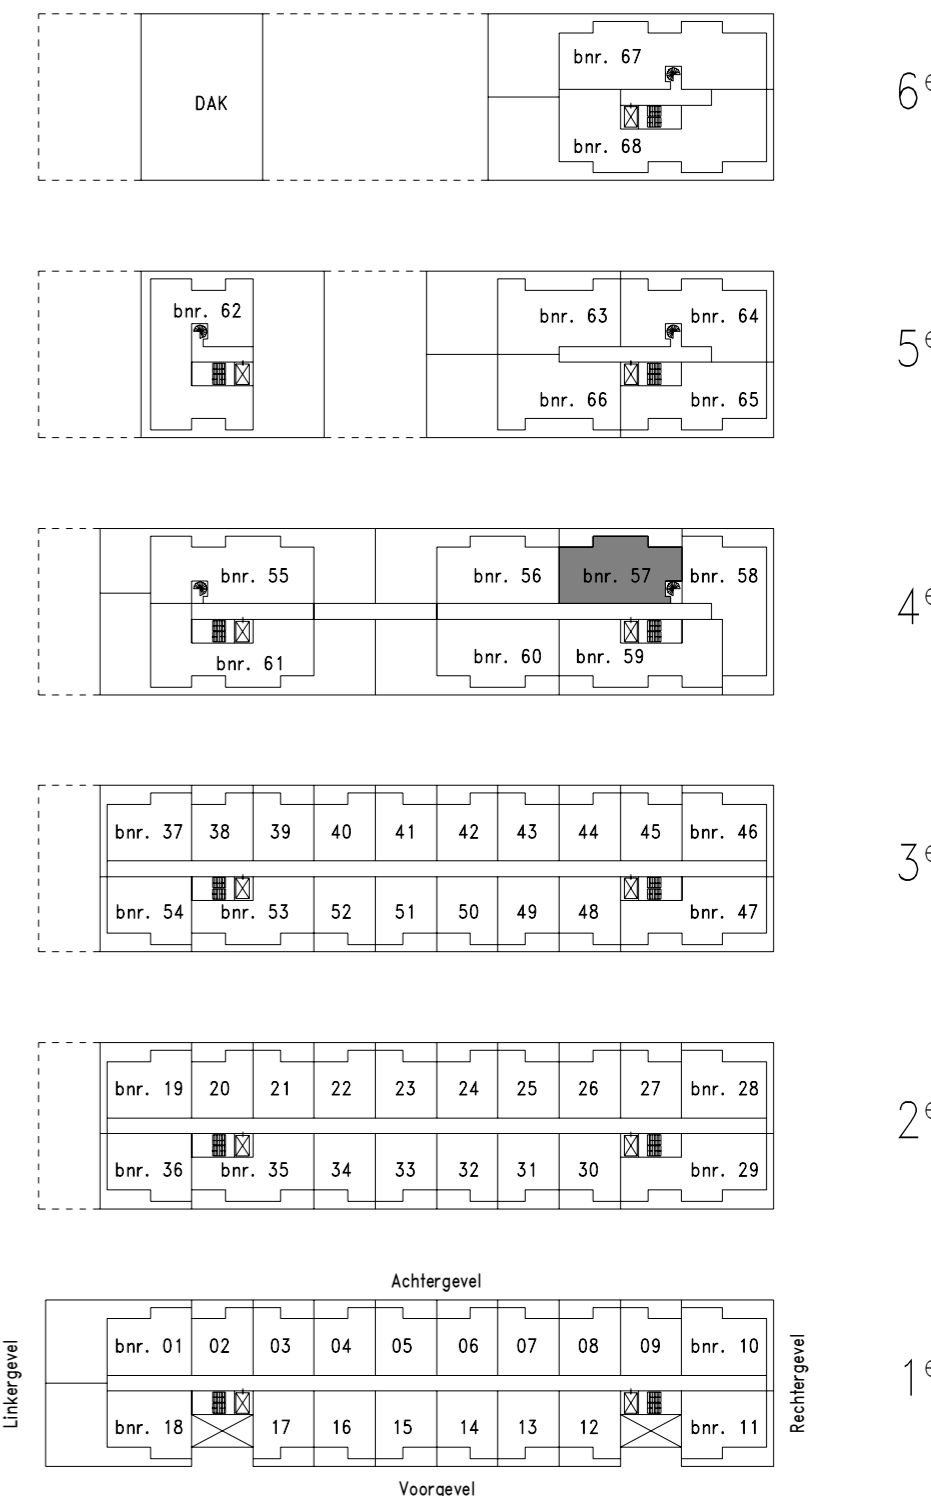 bnr. 67
DAK
6e
bnr. 68
bnr. 62
bnr. 63 bnr. 64
5e
bnr. 66 bnr. 65
bnr. 55 bnr. 56 bnr. 57 bnr. 58
4e
bnr. 61 bnr. 60 bnr. 59
bnr. 37 38 39 40 41 42 43 44 45 bnr. 46
3e
bnr. 54 bnr. 53 52 51 50 49 48 bnr. 47
bnr. 19 20 21 22 23 24 25 26 27 bnr. 28
2e
bnr. 36 bnr. 35 34 33 32 31 30 bnr. 29
Achtergevel
bnr. 01 02 03 04 05 06 07 08 09 bnr. 10
Linkergevel
Rechtergevel
1e
bnr. 18 17 16 15 14 13 12 bnr. 11
Voorgevel